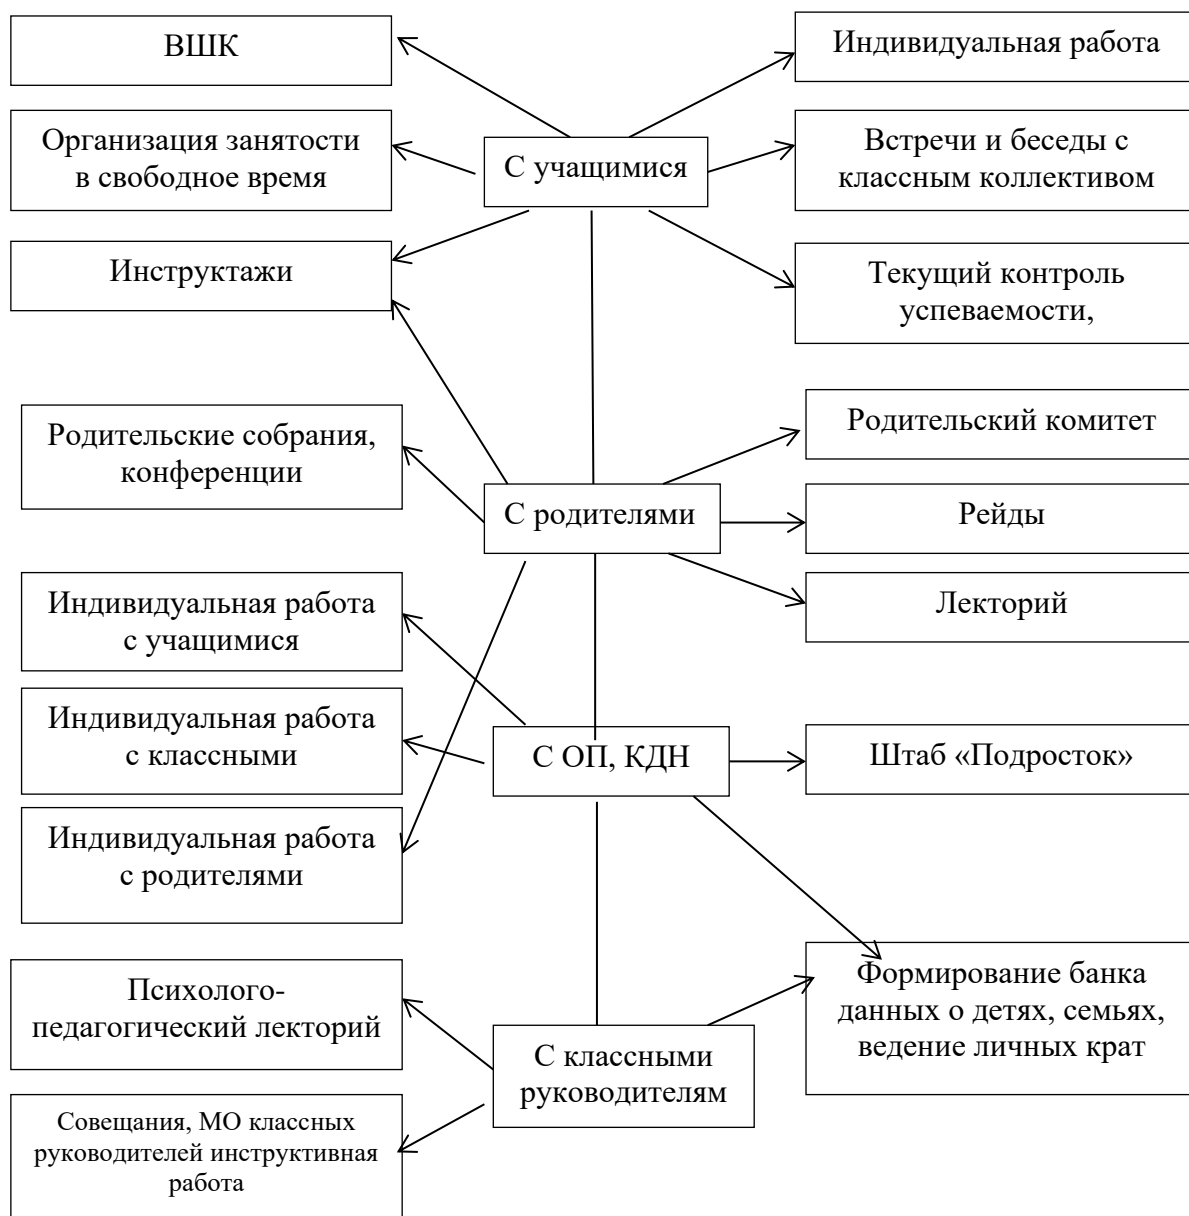 ВШК
Индивидуальная работа
Организация занятости
в свободное время
С учащимися
Встречи и беседы с
классным коллективом
Инструктажи
Текущий контроль
успеваемости,
Родительские собрания,
конференции
Родительский комитет
С родителями
Рейды
Лекторий
Индивидуальная работа
с учащимися
Индивидуальная работа
с классными
С ОП, КДН
Штаб «Подросток»
Индивидуальная работа
с родителями
Психолого-
педагогический лекторий
Формирование банка
данных о детях, семьях,
ведение личных крат
С классными
руководителям
Совещания, МО классных
руководителей инструктивная
работа